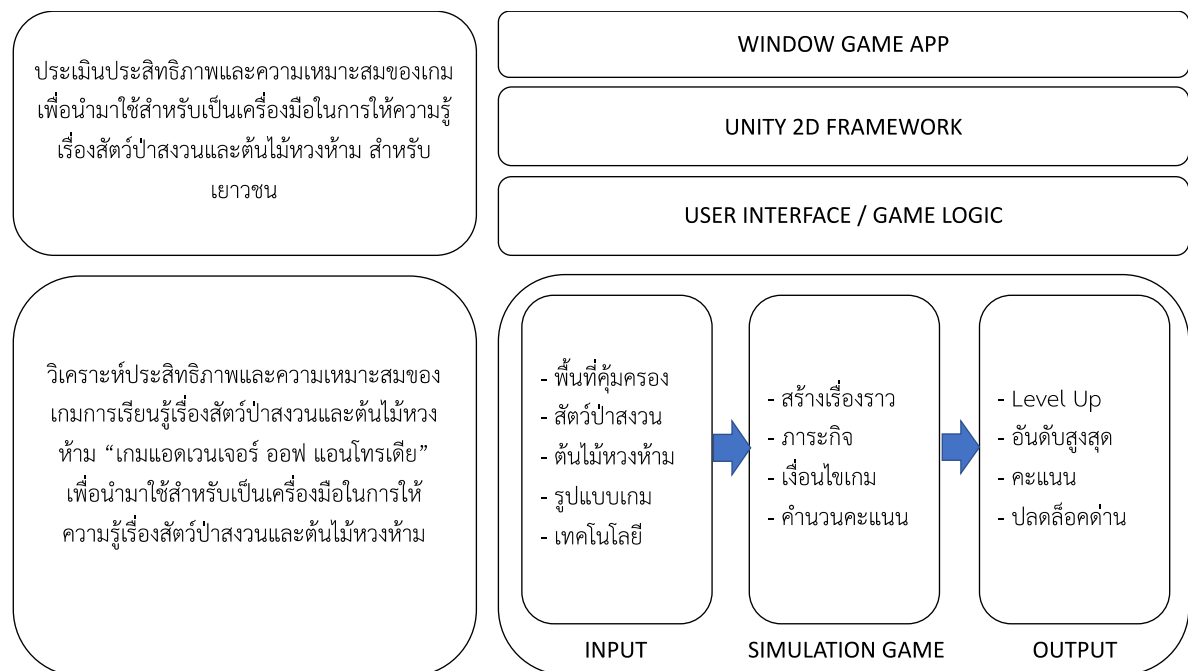 ประเมินประสิทธิภาพและความเหมาะสมของเกม
เพื่อนำมาใช้สำหรับเป็นเครื่องมือในการให้ความรู้
เรื่องสัตว์ป่าสงวนและต้นไม้หวงห้าม สำหรับ
เยาวชน
WINDOW GAME APP
UNITY 2D FRAMEWORK
USER INTERFACE / GAME LOGIC
วิเคราะห์ประสิทธิภาพและความเหมาะสมของ
เกมการเรียนรู้เรื่องสัตว์ป่าสงวนและต้นไม้หวง
ห้าม “เกมแอดเวนเจอร์ ออฟ แอนโทรเดีย”
เพื่อนำมาใช้สำหรับเป็นเครื่องมือในการให้
ความรู้เรื่องสัตว์ป่าสงวนและต้นไม้หวงห้าม
- พื้นที่คุ้มครอง
- สัตว์ป่าสงวน
- ต้นไม้หวงห้าม
- รูปแบบเกม
- เทคโนโลยี
INPUT
- สร้างเรื่องราว
- ภาระกิจ
- เงื่อนไขเกม
- คำนวนคะแนน
SIMULATION GAME
- Level Up
- อันดับสูงสุด
- คะแนน
- ปลดล็อคด่าน
OUTPUT